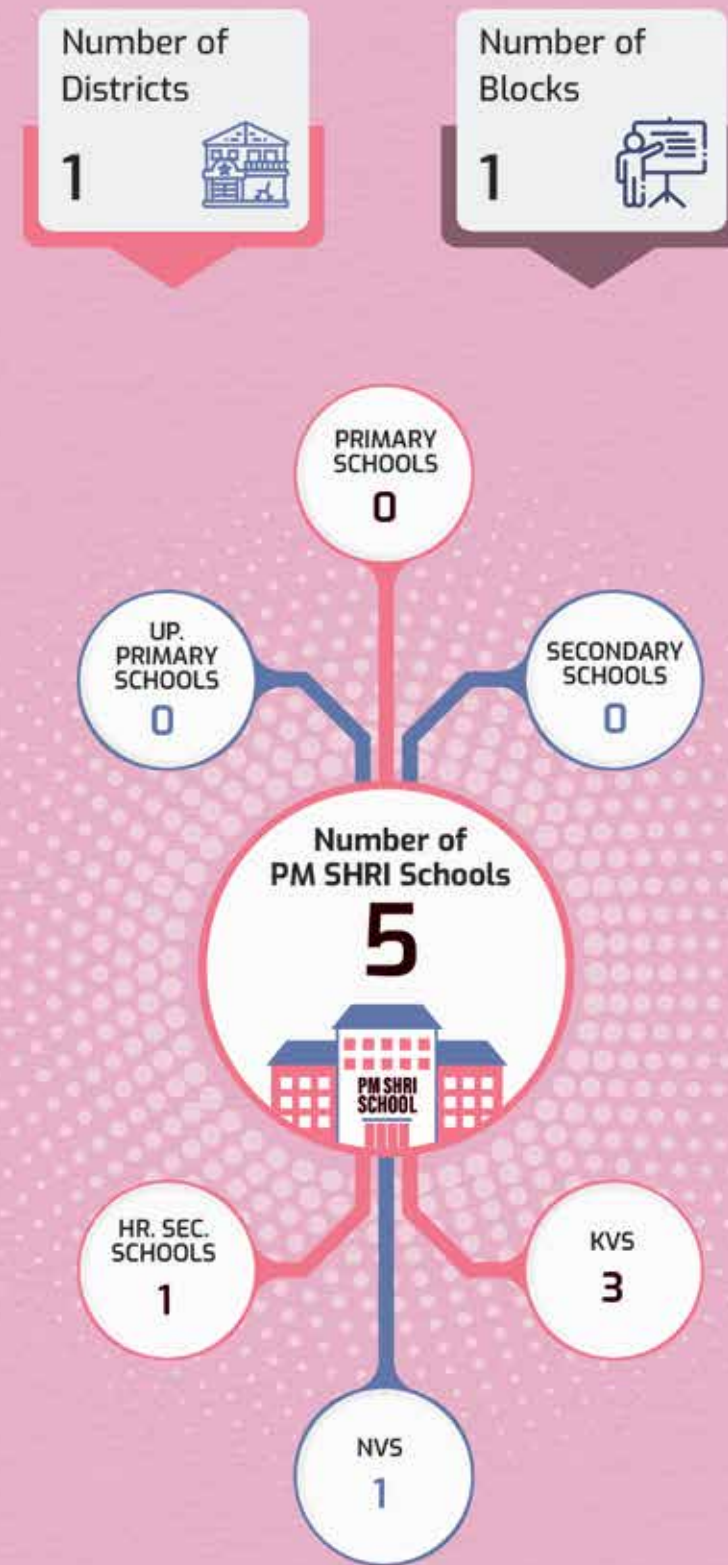 Number of
Districts
1
Number of
Blocks
1
PRIMARY
SCHOOLS
0
UP.
PRIMARY
SCHOOLS
0
SECONDARY
SCHOOLS
0
Number of
PM SHRI Schools
5
PM SHRI
SCHOOL
HR. SEC.
SCHOOLS
1
KVS
3
NVS
1